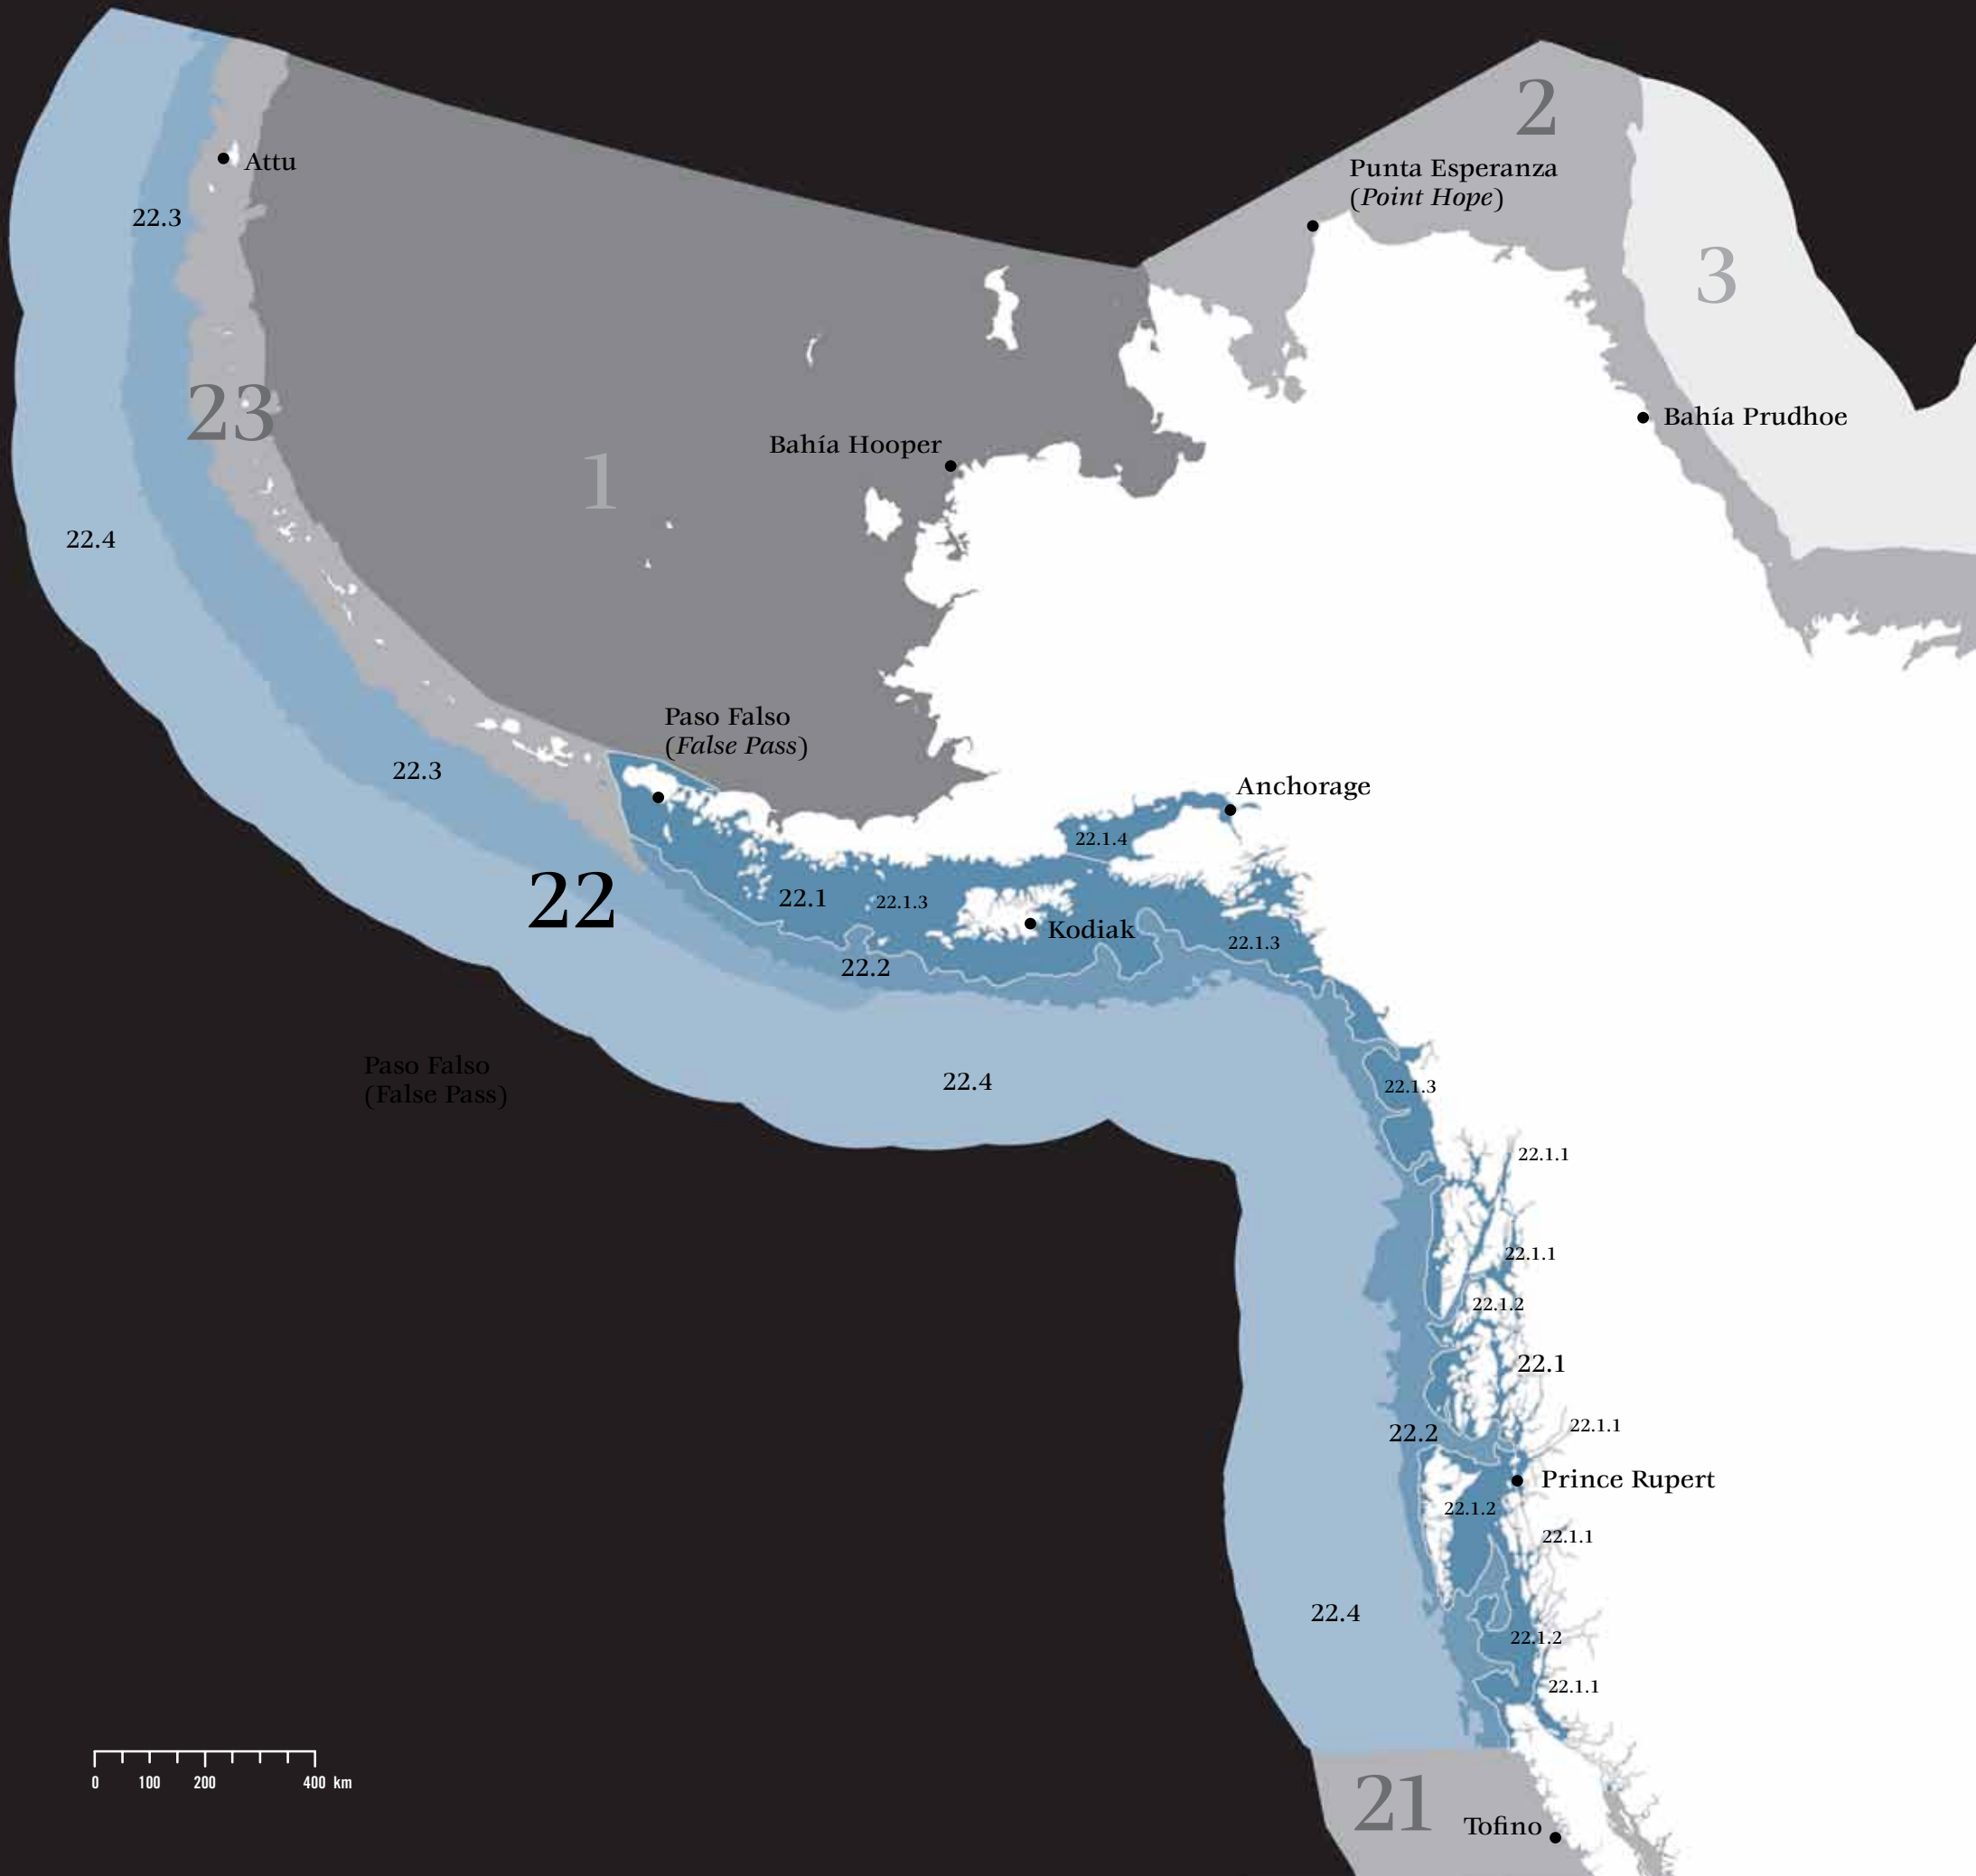 2
Punta Esperanza
(Point Hope)
Attu
22.3
3
23
Bahía Prudhoe
Bahía Hooper
1
22.4
Paso Falso
(False Pass)
22.3
Anchorage
22.1.4
22
22.1
22.1.3
Kodiak
22.1.3
22.2
Paso Falso
(False Pass)
22.4
22.1.3
22.1.1
22.1.1
22.1.2
22.1
22.1.1
22.2
Prince Rupert
22.1.2
22.1.1
22.4
22.1.2
22.1.1
0 100 200 400 km
21
Tofino